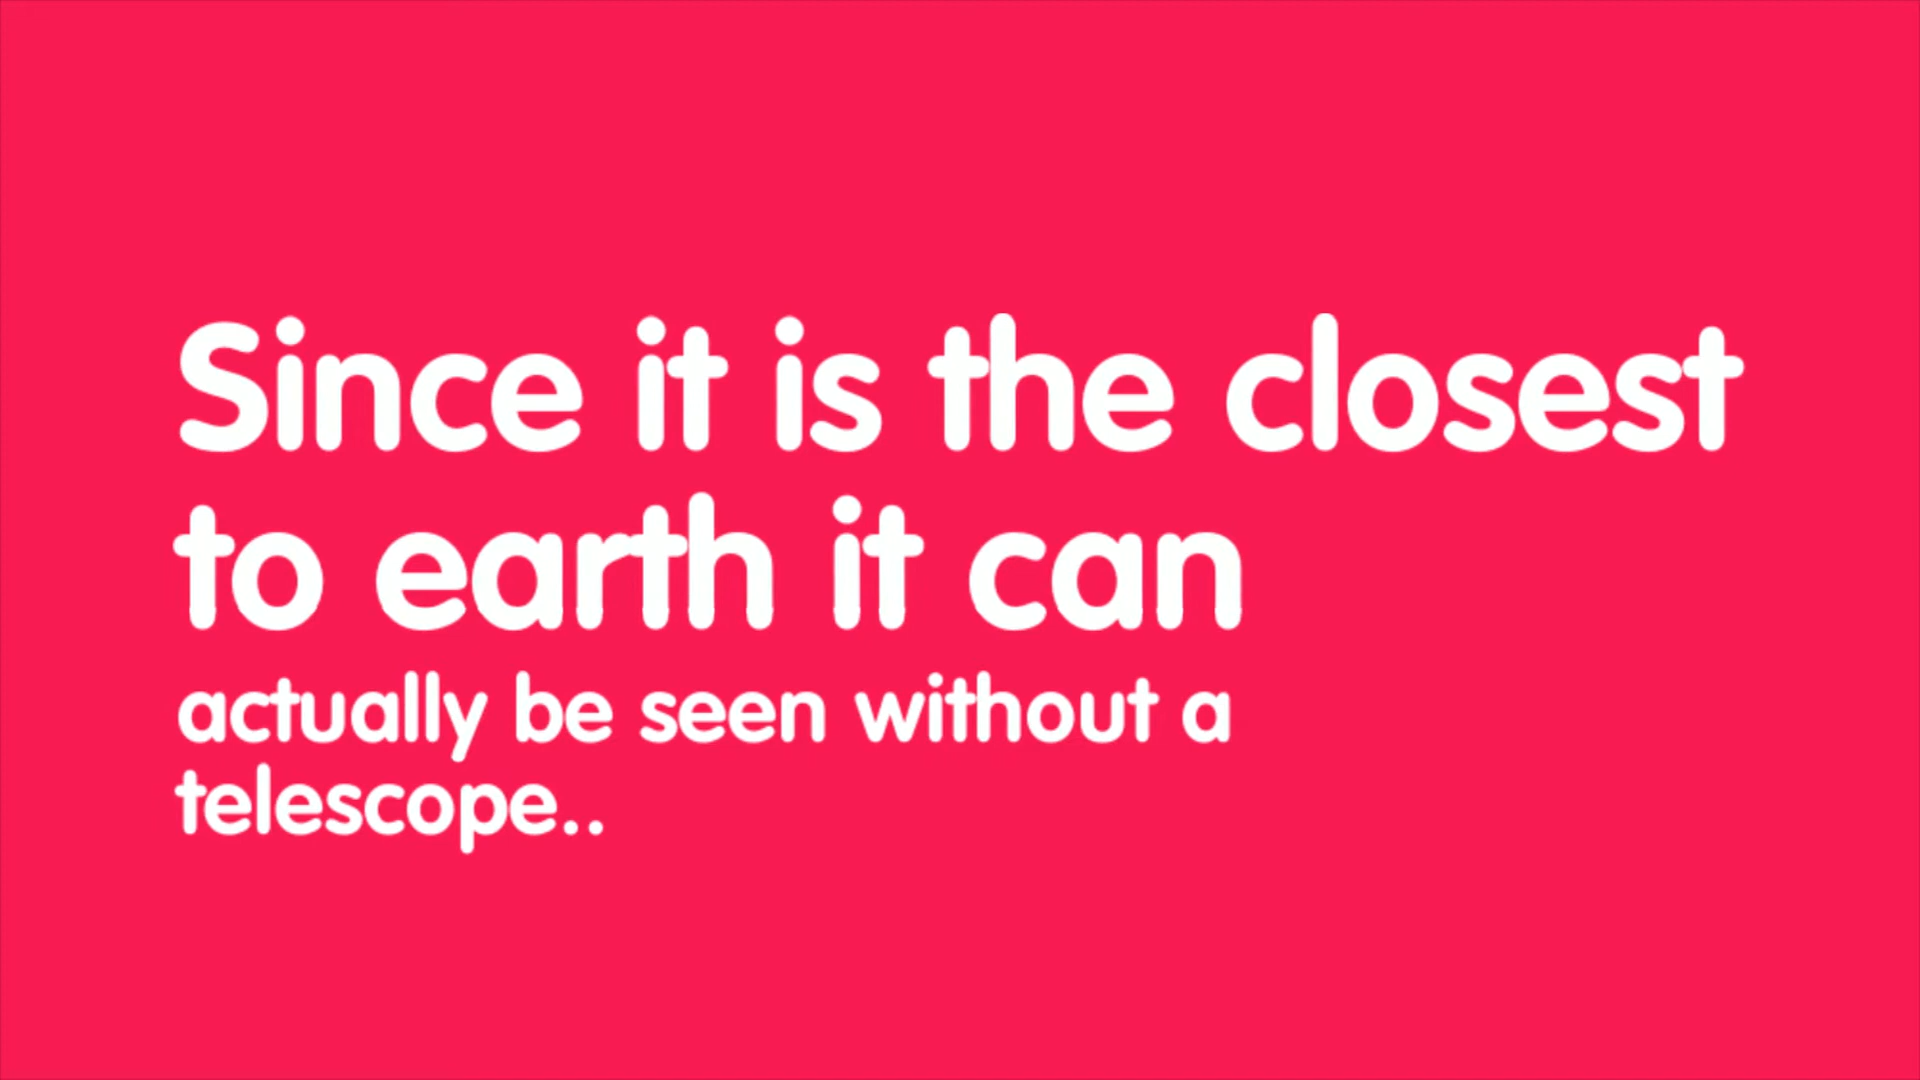 Since it is the closest
to earth it can
actually be seen without a
telescope..